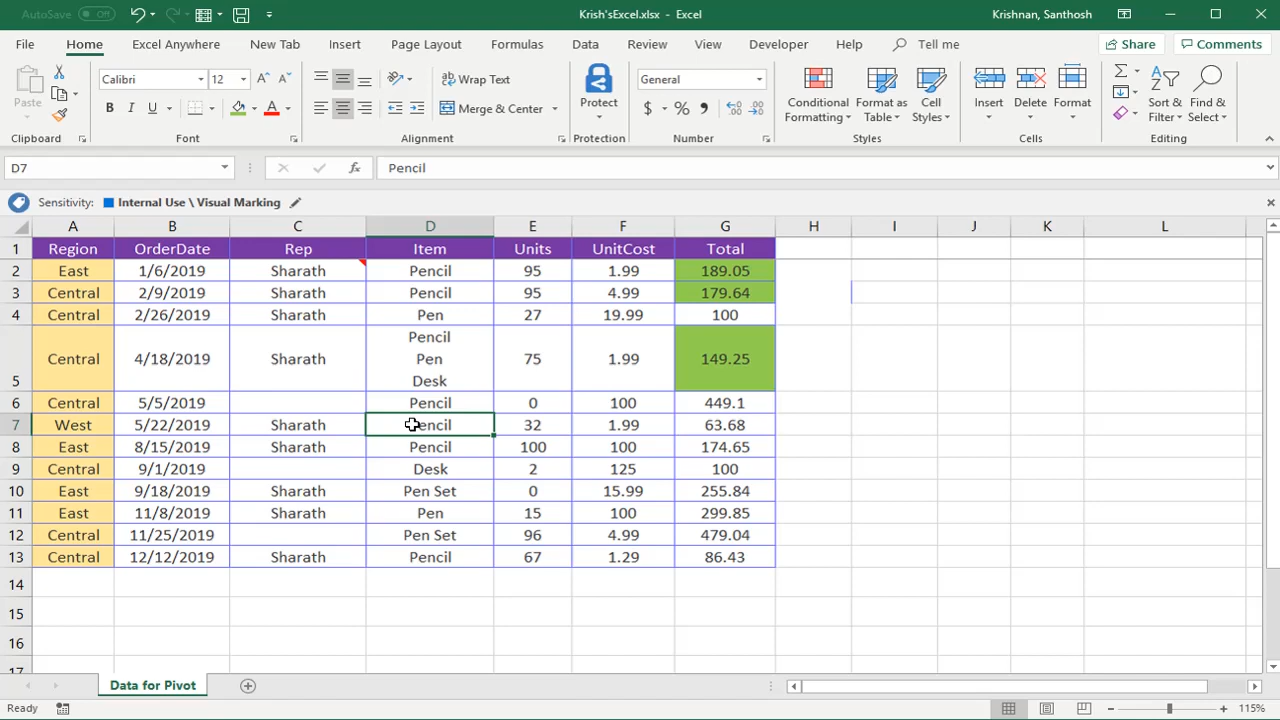 AutoSave Off Krish'sExcel.xlsx - Excel Krishnan, Santhosh
File Home Excel Anywhere New Tab Insert Page Layout Formulas Data Review View Developer Help Tell me Share Comments
Paste Calibri 12 Wrap Text Protect General Conditional Formatting Format as Table Cell Styles Insert Delete Format Sort & Filter Find & Select
B I U A Merge & Center $ % ,
Clipboard Font Alignment Protection Number Styles Cells Editing
D7 fx Pencil
Sensitivity: Internal Use \ Visual Marking
A B C D E F G H I J K L
1 Region OrderDate Rep Item Units UnitCost Total
2 East 1/6/2019 Sharath Pencil 95 1.99 189.05
3 Central 2/9/2019 Sharath Pencil 95 4.99 179.64
4 Central 2/26/2019 Sharath Pen 27 19.99 100
Pencil
Central 4/18/2019 Sharath Pen 75 1.99 149.25
5 Desk
6 Central 5/5/2019 Pencil 0 100 449.1
7 West 5/22/2019 Sharath Pencil 32 1.99 63.68
8 East 8/15/2019 Sharath Pencil 100 100 174.65
9 Central 9/1/2019 Desk 2 125 100
10 East 9/18/2019 Sharath Pen Set 0 15.99 255.84
11 East 11/8/2019 Sharath Pen 15 100 299.85
12 Central 11/25/2019 Pen Set 96 4.99 479.04
13 Central 12/12/2019 Sharath Pencil 67 1.29 86.43
14
15
16
17
Data for Pivot
Ready 115%